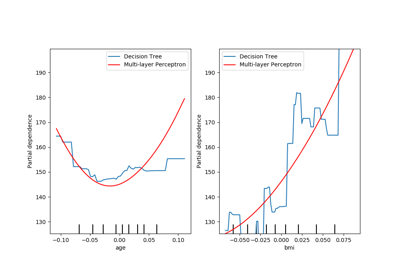 Decision Tree
Multi-layer Perceptron
Partial dependence
190
180
170
160
150
140
130
−0.10 −0.05 0.00 0.05 0.10
age
Decision Tree
Multi-layer Perceptron
Partial dependence
190
180
170
160
150
140
130
−0.050 −0.025 0.000 0.025 0.050 0.075
bmi